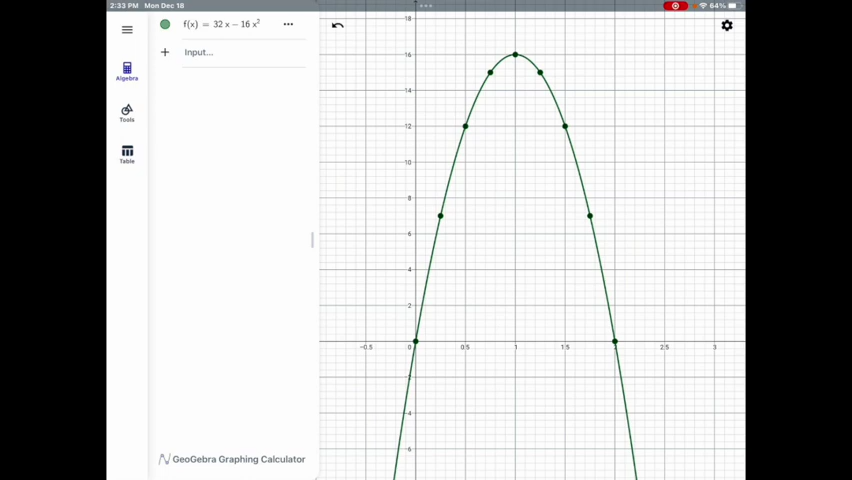 2:33 PM Mon Dec 18
64%
f(x) = 32 x − 16 x²
Input...
Algebra
Tools
Table
GeoGebra Graphing Calculator
18
16
14
12
10
8
6
4
2
0
-0.5
0.5
1
1.5
2
2.5
3
4
6